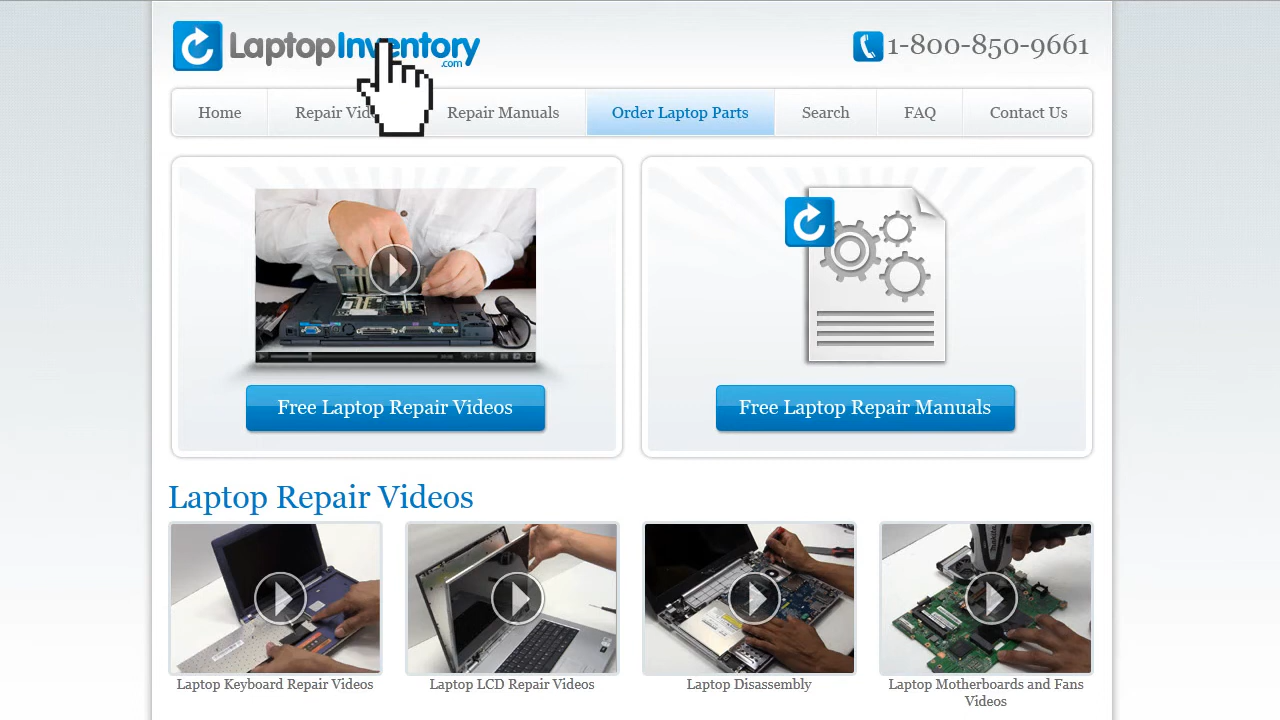 LaptopInventory
.com
1-800-850-9661
Home
Repair Vid
Repair Manuals
Order Laptop Parts
Search
FAQ
Contact Us
Free Laptop Repair Videos
Free Laptop Repair Manuals
Laptop Repair Videos
Laptop Keyboard Repair Videos
Laptop LCD Repair Videos
Laptop Disassembly
Laptop Motherboards and Fans
Videos